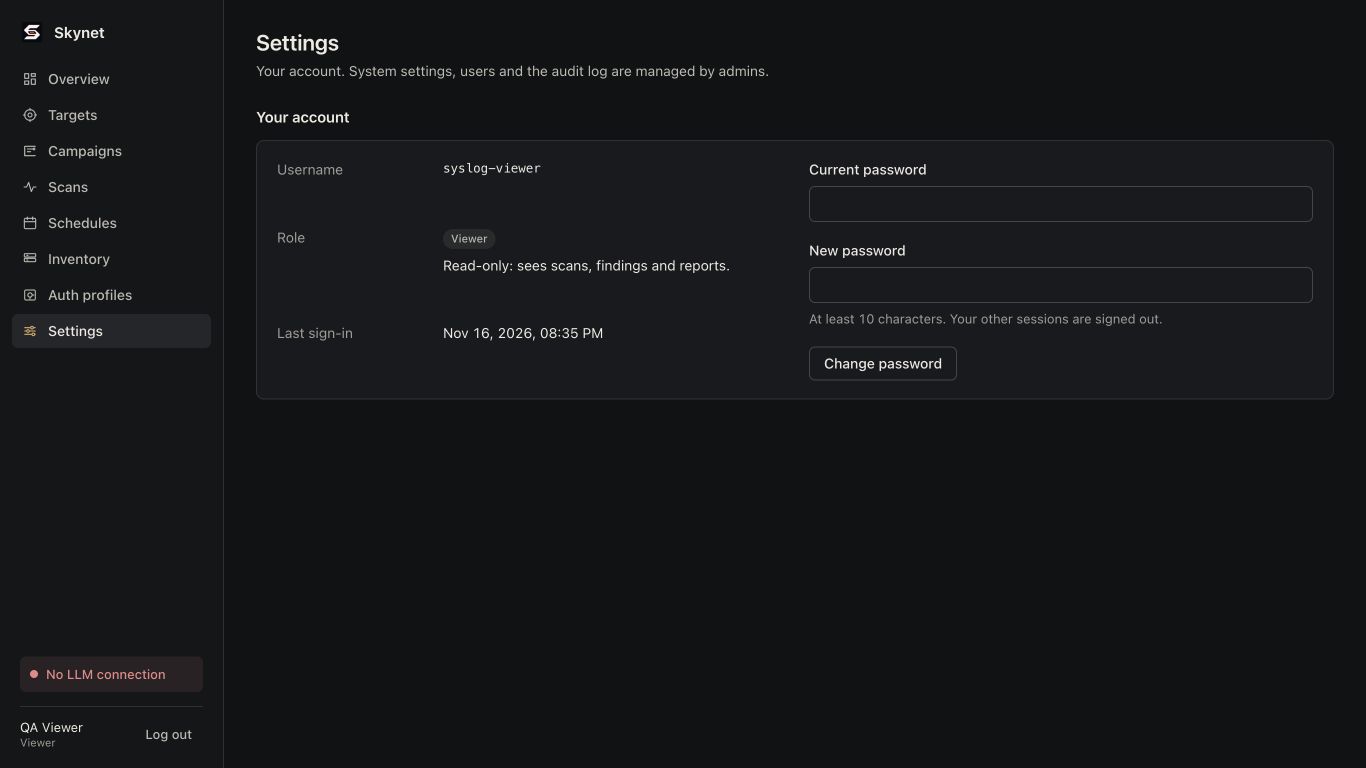 Skynet
Overview
Targets
Campaigns
Scans
Schedules
Inventory
Auth profiles
Settings
No LLM connection
QA Viewer
Viewer
Log out
Settings
Your account. System settings, users and the audit log are managed by admins.
Your account
Username
syslog-viewer
Role
Viewer
Read-only: sees scans, findings and reports.
Last sign-in
Nov 16, 2026, 08:35 PM
Current password
New password
At least 10 characters. Your other sessions are signed out.
Change password